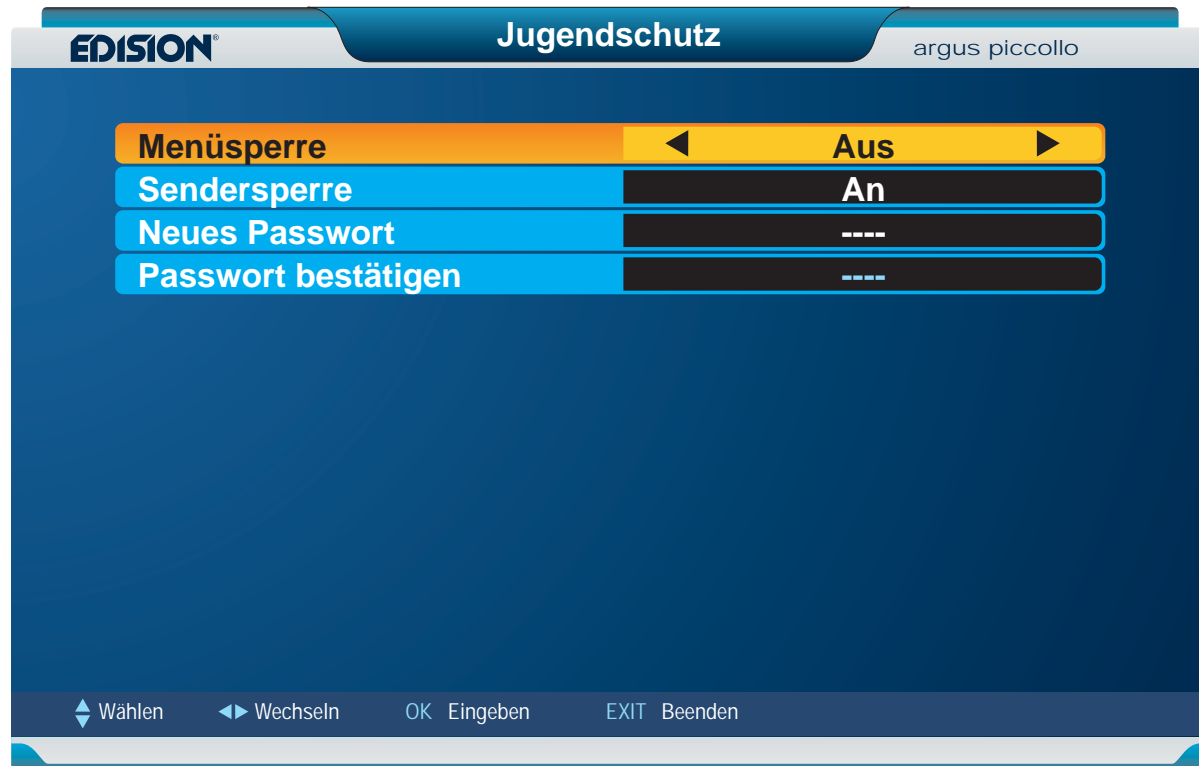 EDISION® Jugendschutz argus piccollo
Menüsperre Aus
Sendersperre An
Neues Passwort ----
Passwort bestätigen ----
Wählen Wechseln OK Eingeben EXIT Beenden